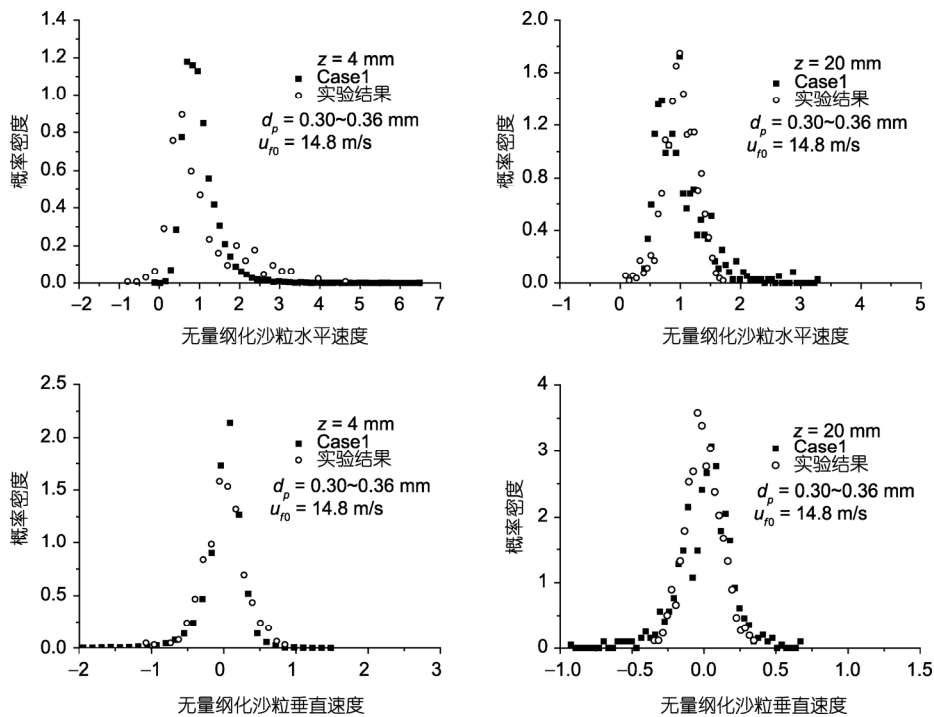 1.4
1.2
1.0
0.8
0.6
0.4
0.2
0.0
概率密度
z = 4 mm
Case1
实验结果
d_p = 0.30~0.36 mm
u_f0 = 14.8 m/s
−2 −1 0 1 2 3 4 5 6 7
无量纲化沙粒水平速度
2.0
1.6
1.2
0.8
0.4
0.0
概率密度
z = 20 mm
Case1
实验结果
d_p = 0.30~0.36 mm
u_f0 = 14.8 m/s
−1 0 1 2 3 4 5
无量纲化沙粒水平速度
2.5
2.0
1.5
1.0
0.5
0.0
概率密度
z = 4 mm
Case1
实验结果
d_p = 0.30~0.36 mm
u_f0 = 14.8 m/s
−2 −1 0 1 2 3
无量纲化沙粒垂直速度
4
3
2
1
0
概率密度
z = 20 mm
Case1
实验结果
d_p = 0.30~0.36 mm
u_f0 = 14.8 m/s
−1.0 −0.5 0.0 0.5 1.0 1.5
无量纲化沙粒垂直速度